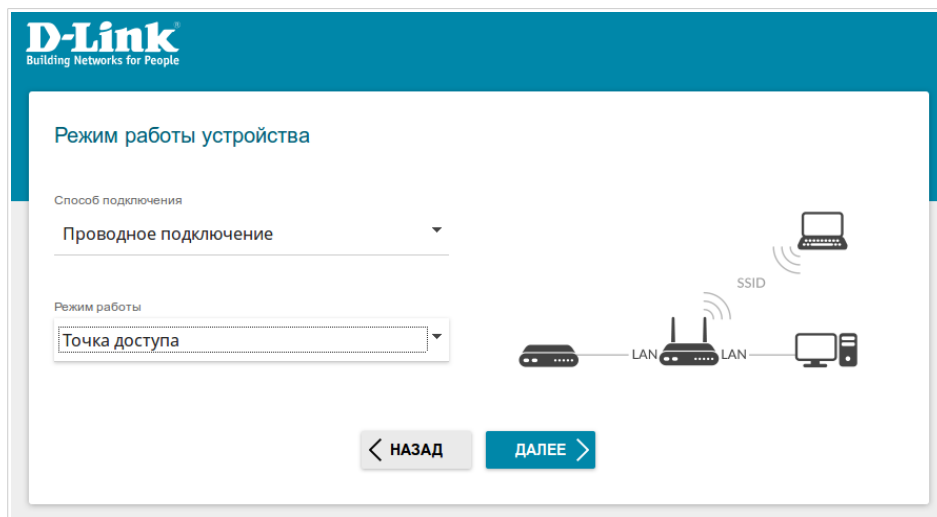 D-Link
Building Networks for People
Режим работы устройства
Способ подключения
Проводное подключение
SSID
Режим работы
Точка доступа
LAN
LAN
НАЗАД
ДАЛЕЕ